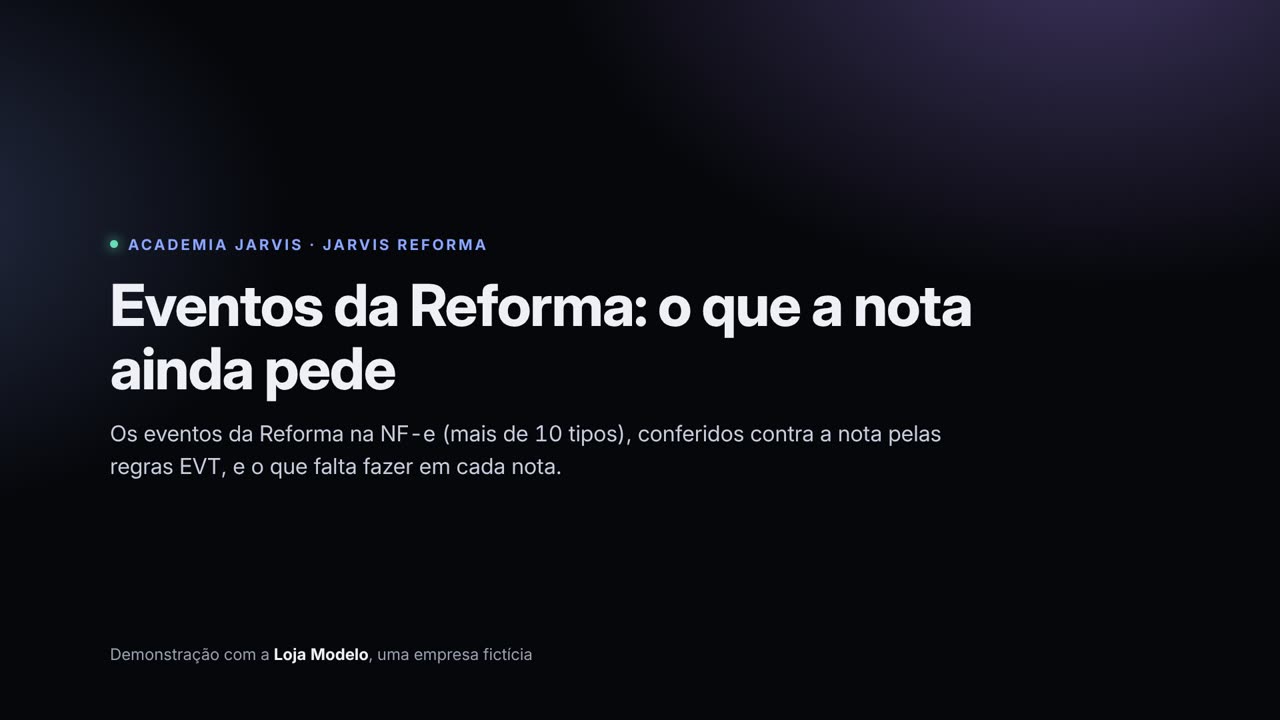 ACADEMIA JARVIS · JARVIS REFORMA
Eventos da Reforma: o que a nota
ainda pede
Os eventos da Reforma na NF-e (mais de 10 tipos), conferidos contra a nota pelas
regras EVT, e o que falta fazer em cada nota.
Demonstração com a Loja Modelo, uma empresa fictícia